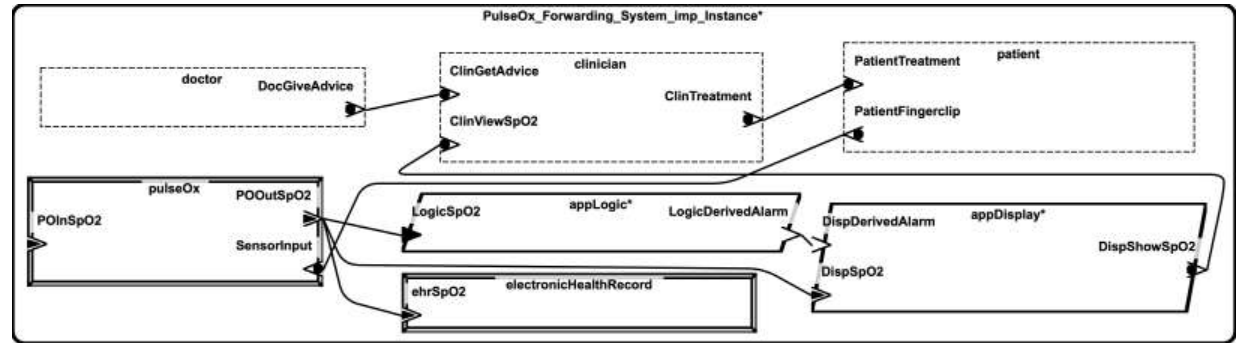 PulseOx_Forwarding_System_imp_Instance*
doctor
DocGiveAdvice
clinician
ClinGetAdvice
ClinTreatment
ClinViewSpO2
patient
PatientTreatment
PatientFingerclip
pulseOx
POOutSpO2
POInSpO2
SensorInput
appLogic*
LogicSpO2
LogicDerivedAlarm
appDisplay*
DispDerivedAlarm
DispShowSpO2
DispSpO2
electronicHealthRecord
ehrSpO2